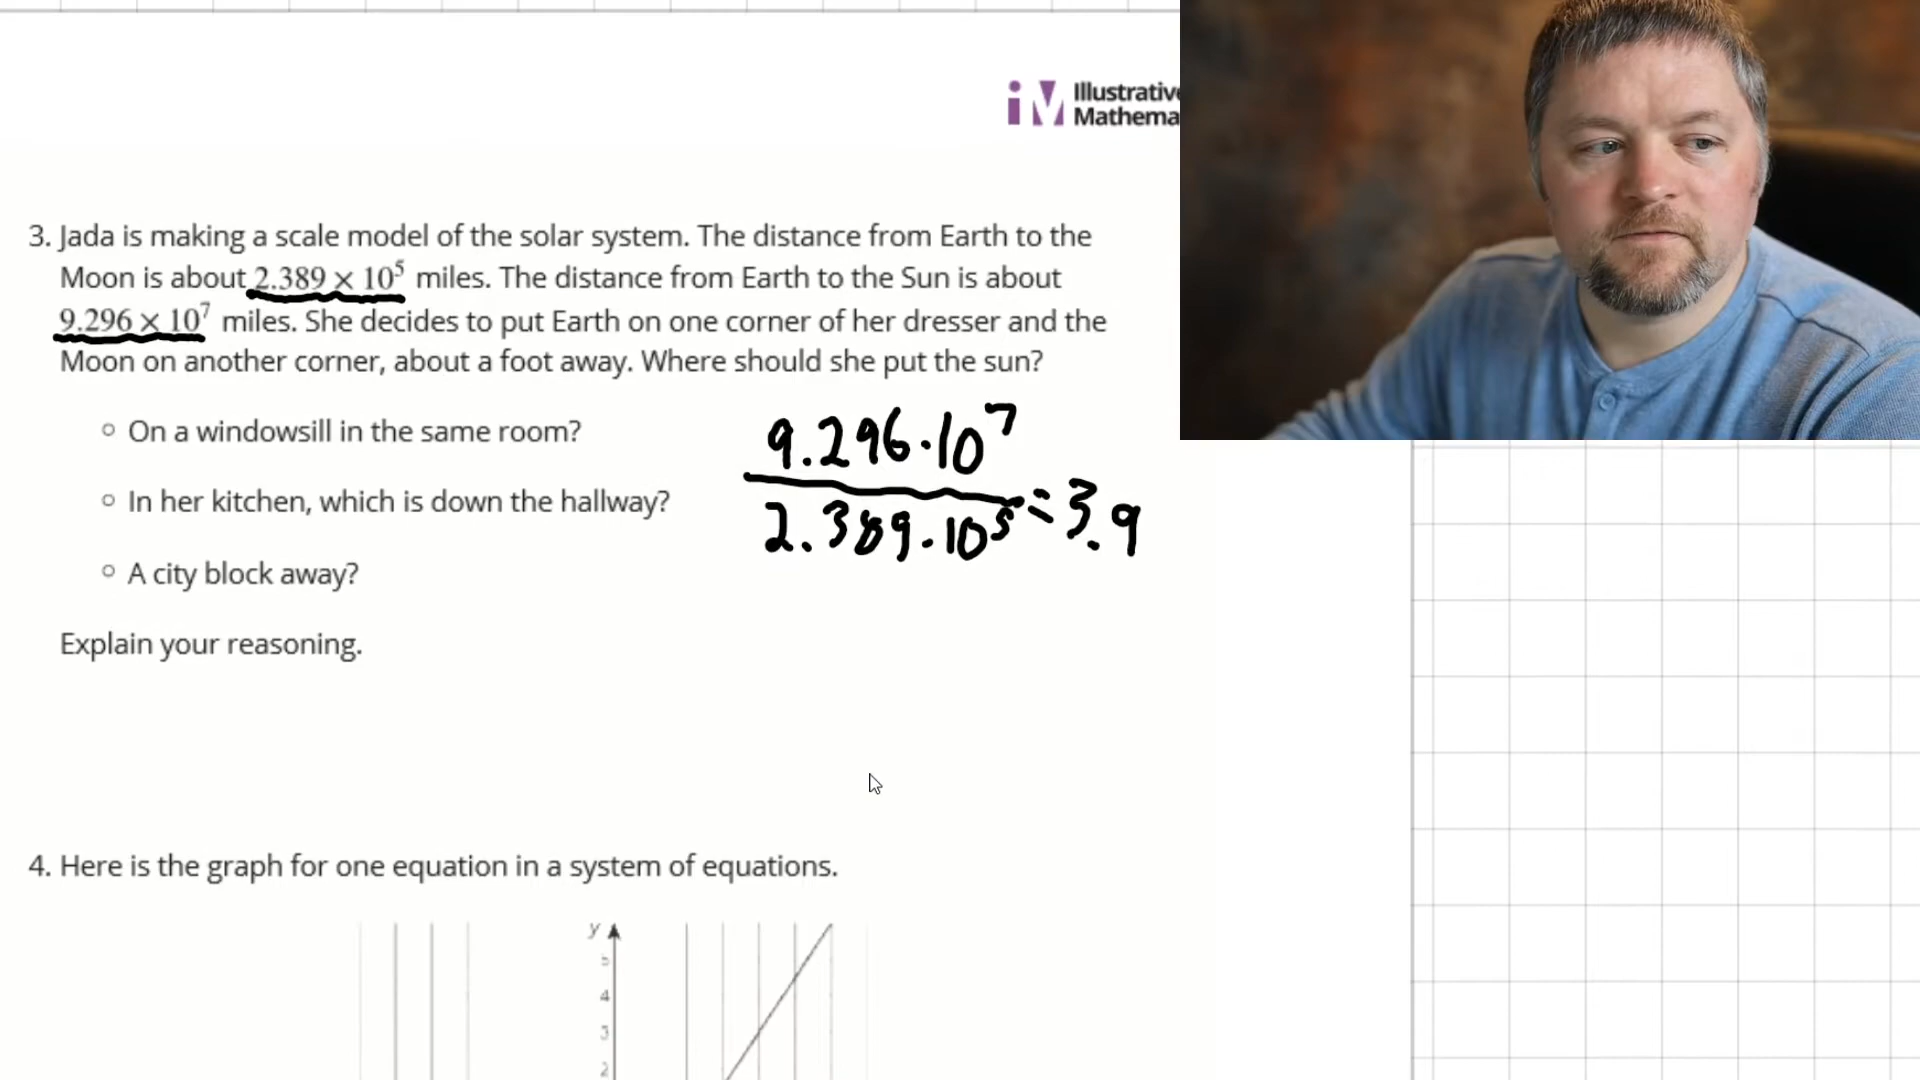 Illustrative
Mathema
3. Jada is making a scale model of the solar system. The distance from Earth to the
Moon is about 2.389 × 10⁵ miles. The distance from Earth to the Sun is about
9.296 × 10⁷ miles. She decides to put Earth on one corner of her dresser and the
Moon on another corner, about a foot away. Where should she put the sun?
○ On a windowsill in the same room?
○ In her kitchen, which is down the hallway?
○ A city block away?
Explain your reasoning.
9.296·10⁷
2.389·10⁵ = 3.9
4. Here is the graph for one equation in a system of equations.
y
5
4
3
2